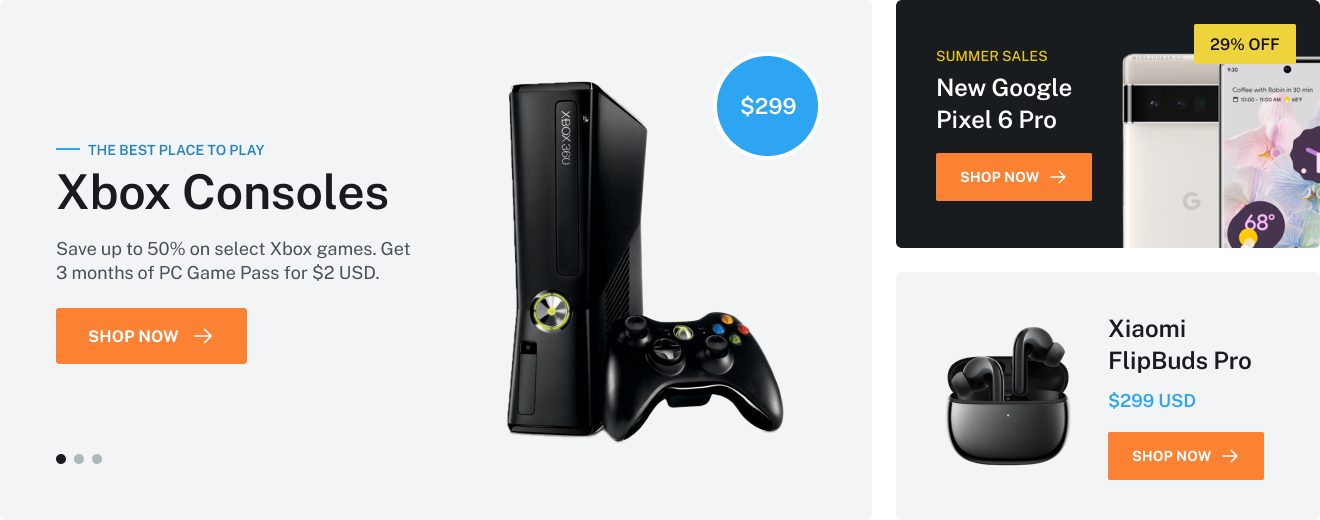 THE BEST PLACE TO PLAY
Xbox Consoles
Save up to 50% on select Xbox games. Get
3 months of PC Game Pass for $2 USD.
SHOP NOW
$299
XBOX 360
SUMMER SALES
New Google
Pixel 6 Pro
SHOP NOW
29% OFF
9:30
Coffee with Robin in 30 min
10:00 - 11:00 AM 68°F
G
68°
Xiaomi
FlipBuds Pro
$299 USD
SHOP NOW